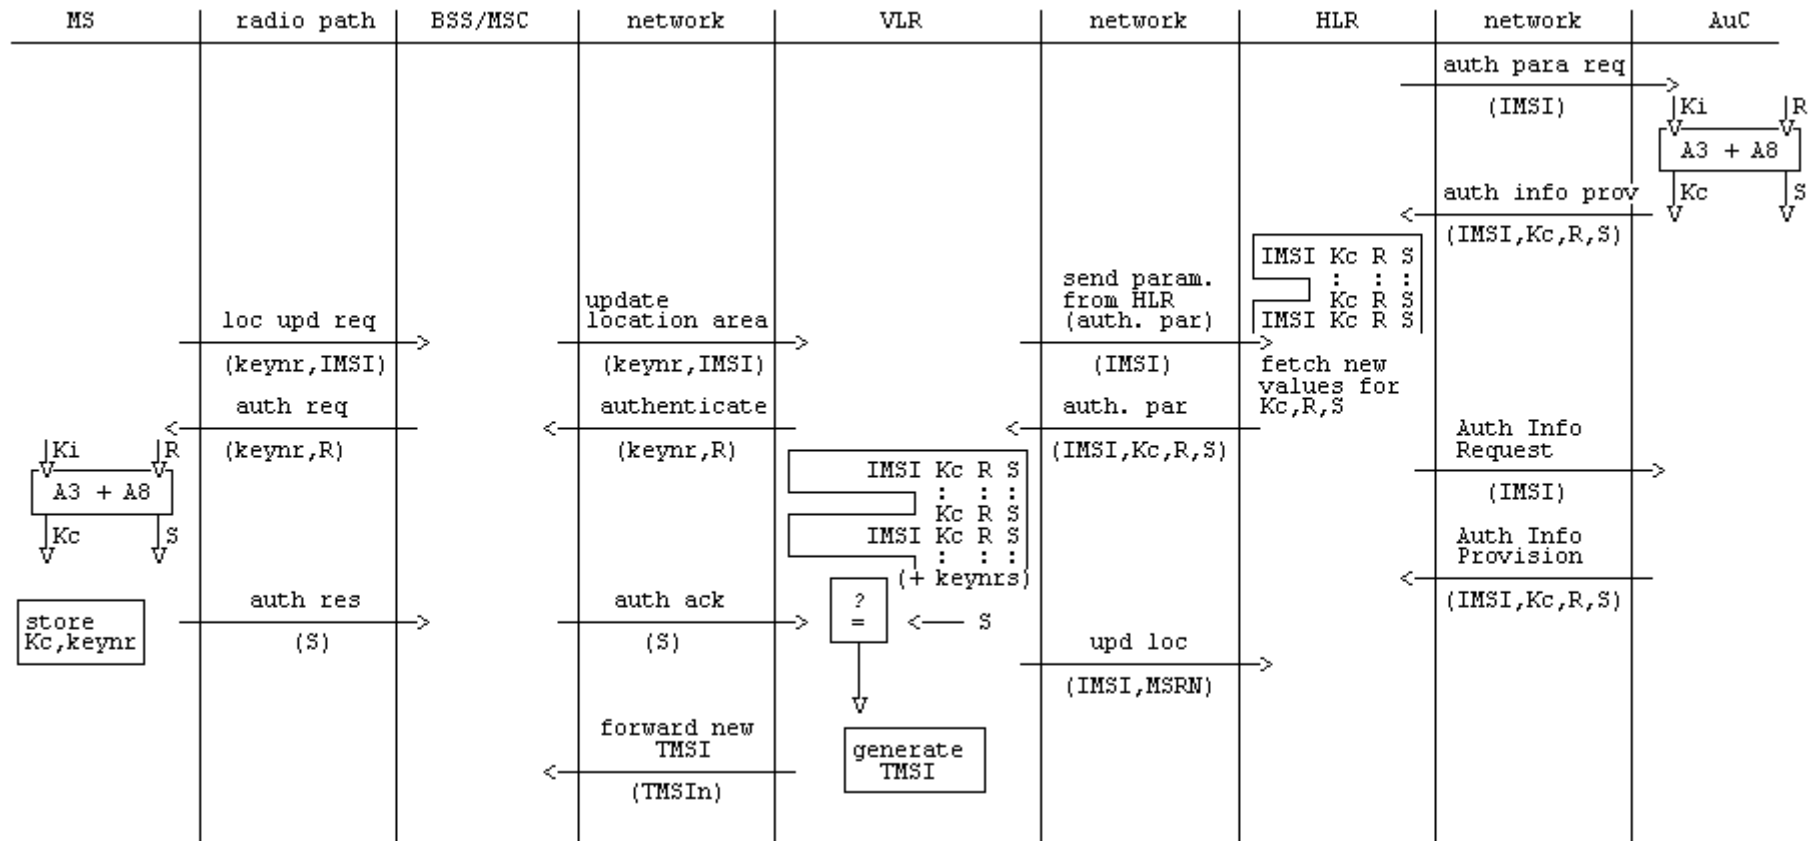 MS radio path BSS/MSC network VLR network HLR network AuC
auth para req
(IMSI)
Ki R
A3 + A8
auth info prov
Kc S
(IMSI,Kc,R,S)
IMSI Kc R S
: : :
Kc R S
IMSI Kc R S
send param.
from HLR
(auth. par)
(IMSI)
update
location area
(keynr,IMSI)
loc upd req
(keynr,IMSI)
fetch new
values for
Kc,R,S
auth req
(keynr,R)
authenticate
(keynr,R)
auth. par
(IMSI,Kc,R,S)
Auth Info
Request
(IMSI)
Ki R
A3 + A8
Kc S
IMSI Kc R S
: : :
Kc R S
IMSI Kc R S
: : :
(+ keynrs)
Auth Info
Provision
(IMSI,Kc,R,S)
store
Kc,keynr
auth res
(S)
auth ack
(S)
?
=
S
upd loc
(IMSI,MSRN)
forward new
TMSI
(TMSIn)
generate
TMSI